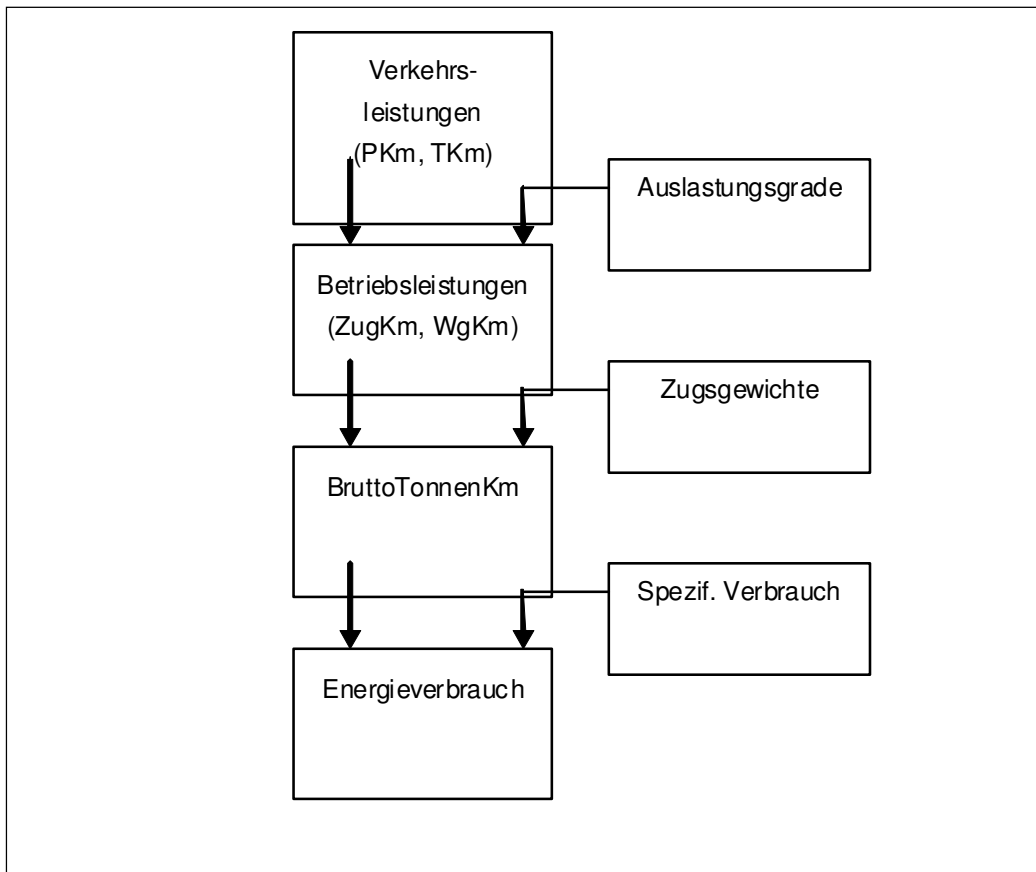 Verkehrs-
leistungen
(PKm, TKm)
Auslastungsgrade
Betriebsleistungen
(ZugKm, WgKm)
Zugsgewichte
BruttoTonnenKm
Spezif. Verbrauch
Energieverbrauch